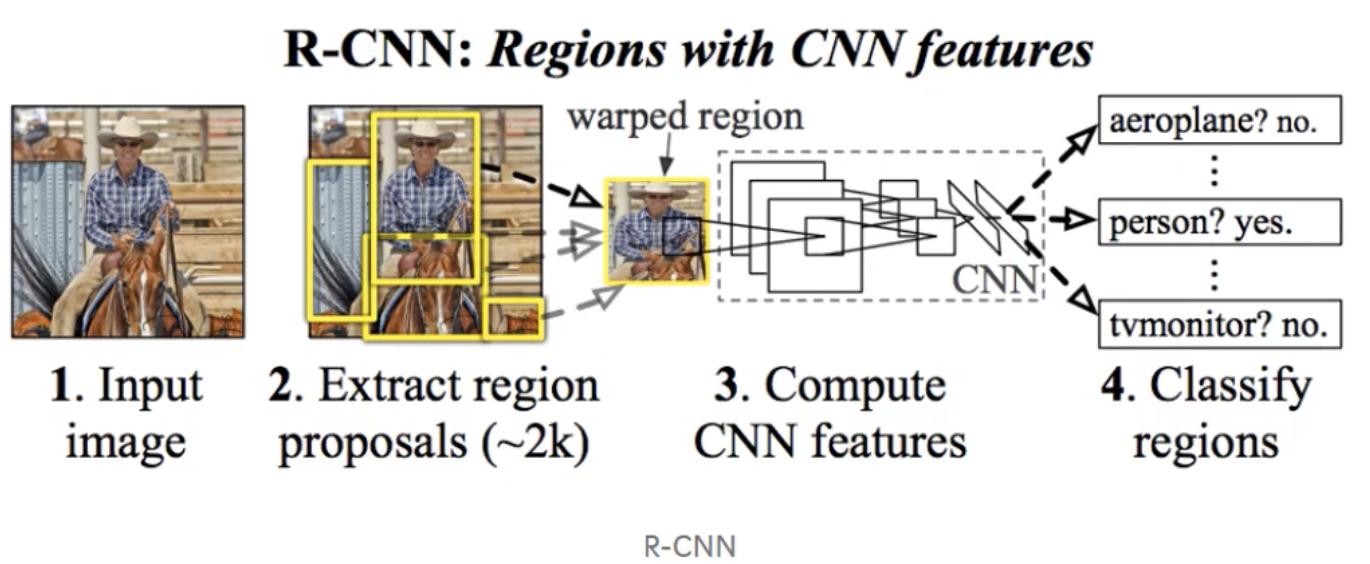 R-CNN: Regions with CNN features
warped region
aeroplane? no.
person? yes.
tvmonitor? no.
CNN
1. Input
image
2. Extract region
proposals (~2k)
3. Compute
CNN features
4. Classify
regions
R-CNN